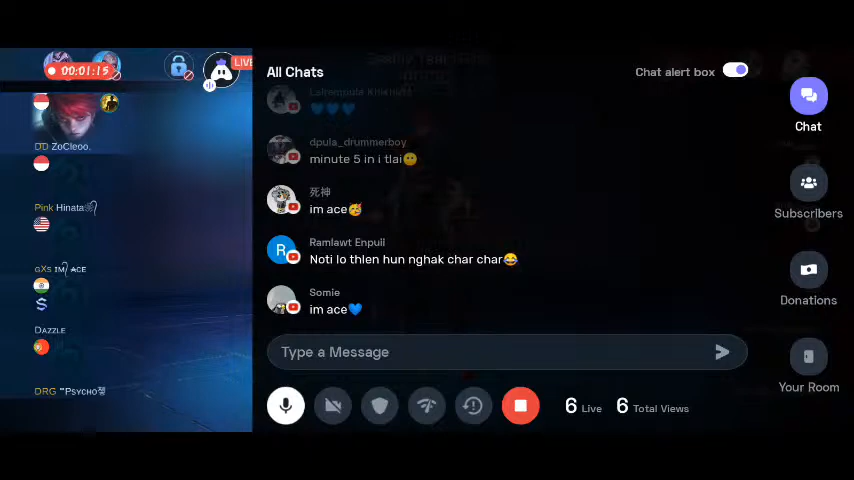 00:01:15
LIVE
All Chats
Chat alert box
DD ZoCleoo.
Pink Hinata
GXS IM ACE
DAZZLE
DRG "Psycho
💙💙💙
dpula_drummerboy
minute 5 in i tlai😶
死神
im ace🥳
R
Ramlawt Enpuii
Noti lo thlen hun nghak char char😂
Somie
im ace💙
Type a Message
6 Live 6 Total Views
Chat
Subscribers
Donations
Your Room